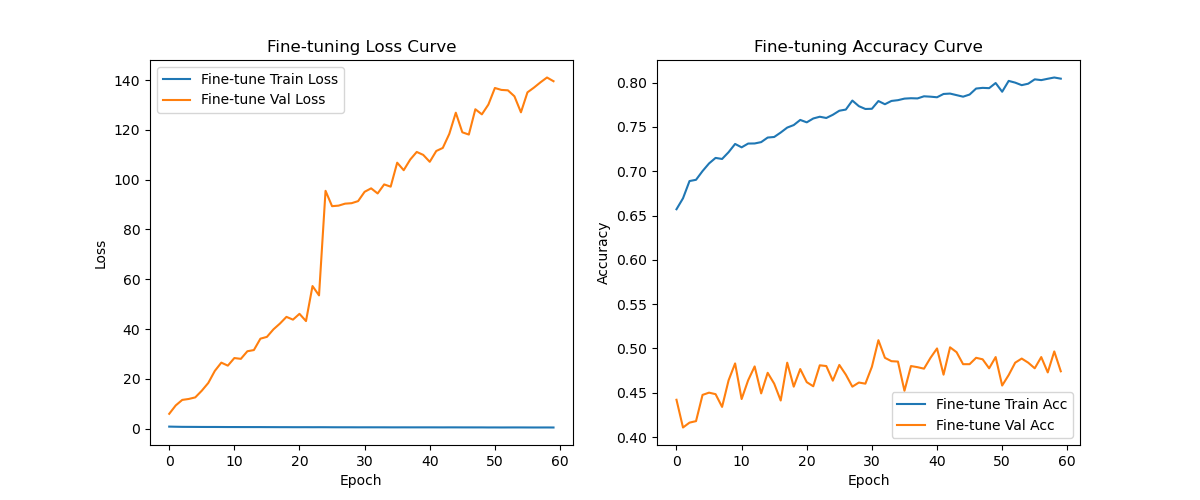 Fine-tuning Loss Curve
Fine-tune Train Loss
Fine-tune Val Loss
Loss
140
120
100
80
60
40
20
0
0 10 20 30 40 50 60
Epoch
Fine-tuning Accuracy Curve
Accuracy
0.80
0.75
0.70
0.65
0.60
0.55
0.50
0.45
0.40
Fine-tune Train Acc
Fine-tune Val Acc
0 10 20 30 40 50 60
Epoch